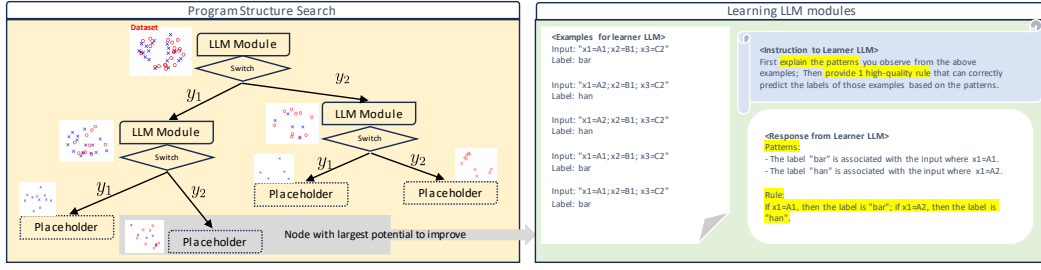 Program Structure Search
Dataset
LLM Module
Switch
y1
y2
LLM Module
Switch
y1
y2
LLM Module
Switch
y1
y2
Placeholder
Placeholder
Placeholder
Placeholder
Node with largest potential to improve
Learning LLM modules
<Examples for learner LLM>
Input: "x1=A1; x2=B1; x3=C2"
Label: bar
Input: "x1=A2; x2=B1; x3=C2"
Label: han
Input: "x1=A2; x2=B1; x3=C2"
Label: han
Input: "x1=A1; x2=B1; x3=C2"
Label: bar
Input: "x1=A1; x2=B1; x3=C2"
Label: bar
<Instruction to Learner LLM>
First explain the patterns you observe from the above
examples; Then provide 1 high-quality rule that can correctly
predict the labels of those examples based on the patterns.
<Response from Learner LLM>
Patterns:
- The label "bar" is associated with the input where x1=A1.
- The label "han" is associated with the input where x1=A2.
Rule:
If x1=A1, then the label is "bar"; if x1=A2, then the label is
"han".